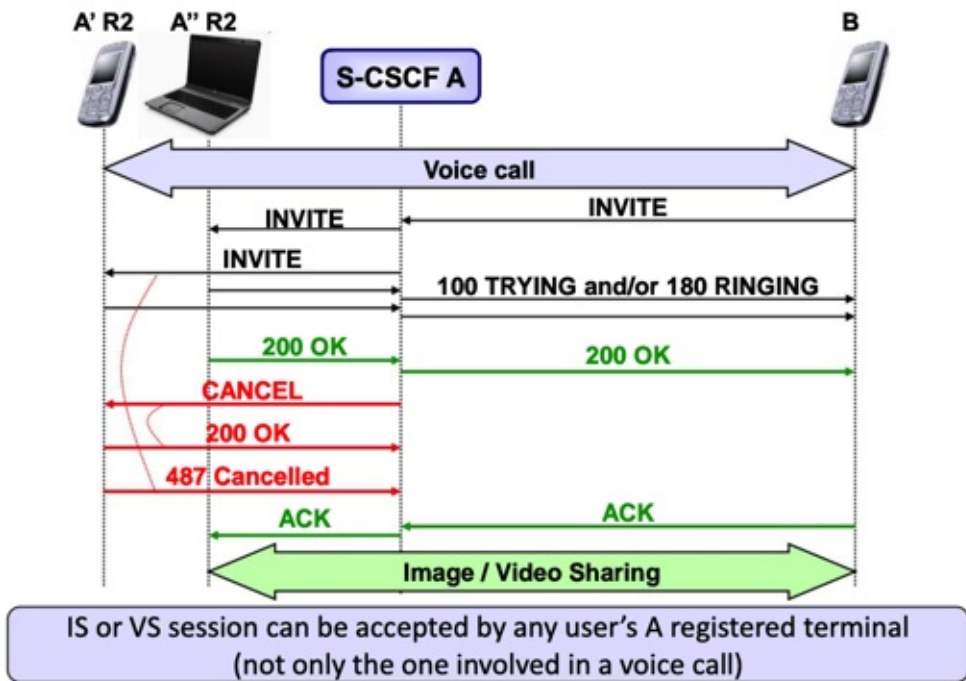 A' R2
A'' R2
B
S-CSCF A
Voice call
INVITE
INVITE
INVITE
100 TRYING and/or 180 RINGING
200 OK
200 OK
CANCEL
200 OK
487 Cancelled
ACK
ACK
Image / Video Sharing
IS or VS session can be accepted by any user's A registered terminal
(not only the one involved in a voice call)